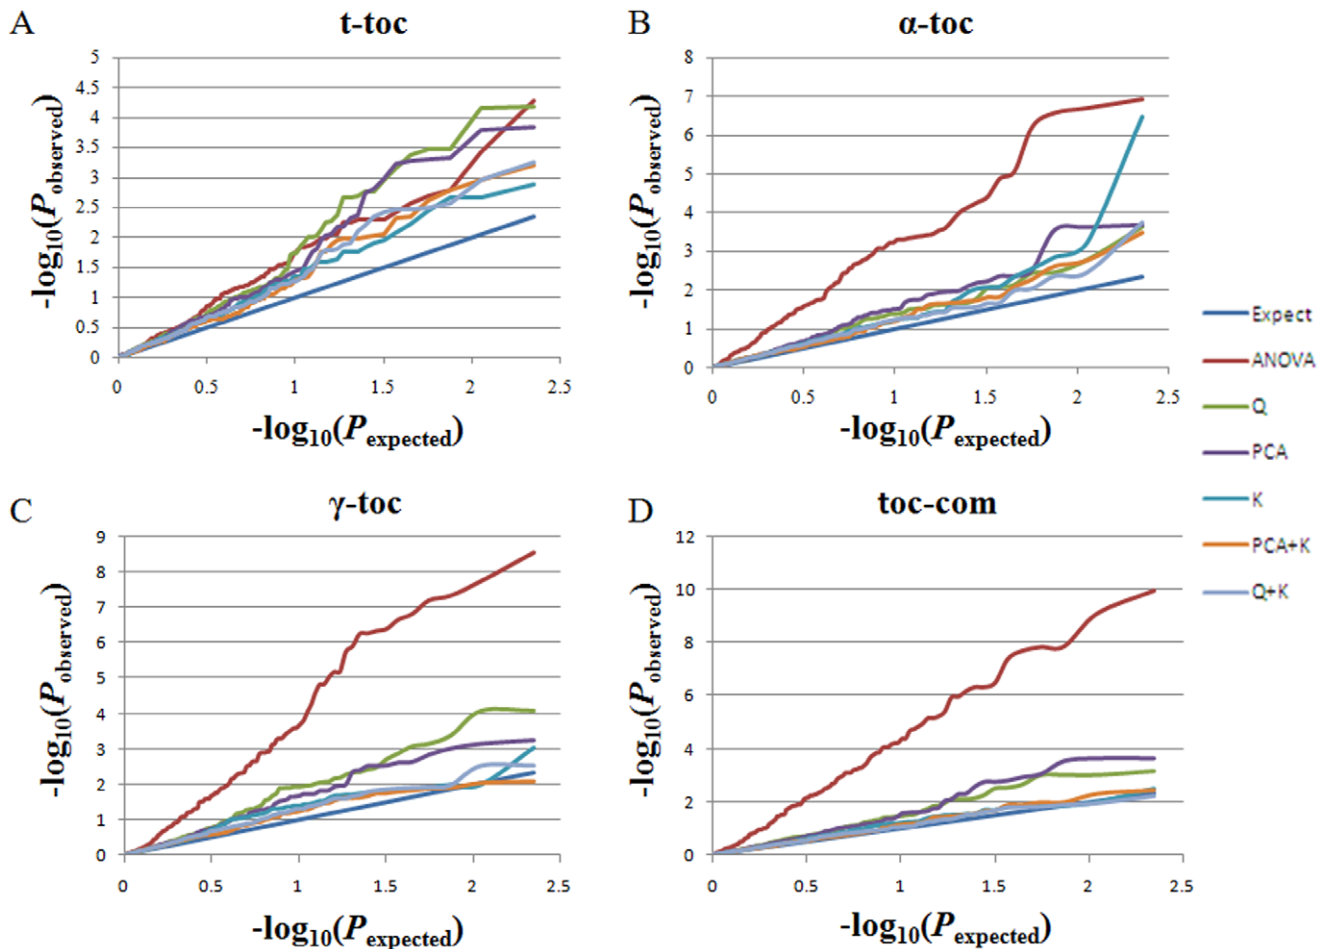 A
t-toc
5
4.5
4
3.5
3
2.5
2
1.5
1
0.5
0
0
0.5
1
1.5
2
2.5
-log10(Pobserved)
-log10(Pexpected)
B
α-toc
8
7
6
5
4
3
2
1
0
0
0.5
1
1.5
2
2.5
-log10(Pobserved)
-log10(Pexpected)
Expect
ANOVA
Q
PCA
K
PCA+K
Q+K
C
γ-toc
9
8
7
6
5
4
3
2
1
0
0
0.5
1
1.5
2
2.5
-log10(Pobserved)
-log10(Pexpected)
D
toc-com
12
10
8
6
4
2
0
0
0.5
1
1.5
2
2.5
-log10(Pobserved)
-log10(Pexpected)